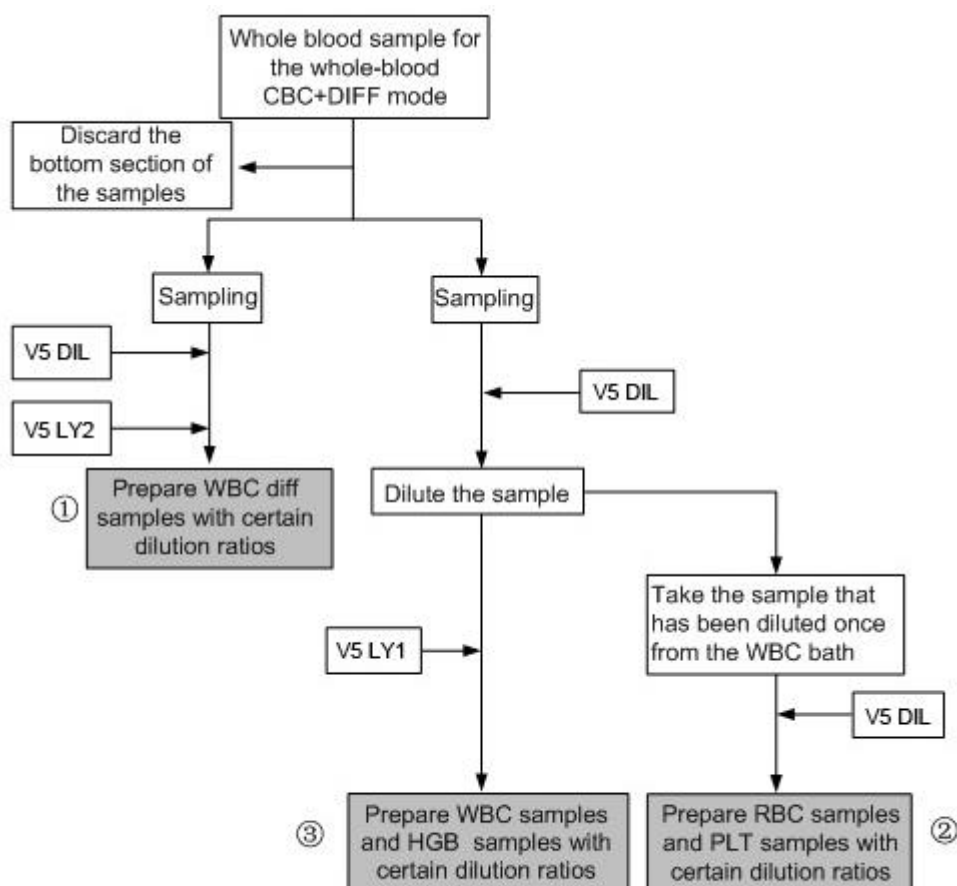 Whole blood sample for
the whole-blood
CBC+DIFF mode
Discard the
bottom section of
the samples
Sampling
Sampling
V5 DIL
V5 DIL
V5 LY2
① Prepare WBC diff
samples with certain
dilution ratios
Dilute the sample
Take the sample that
has been diluted once
from the WBC bath
V5 LY1
V5 DIL
③ Prepare WBC samples
and HGB samples with
certain dilution ratios
Prepare RBC samples
and PLT samples with
certain dilution ratios
②